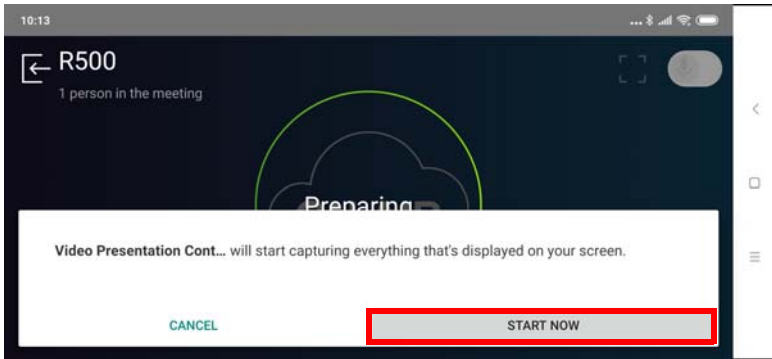 10:13
...
R500
1 person in the meeting
Preparing
Video Presentation Cont... will start capturing everything that's displayed on your screen.
CANCEL
START NOW